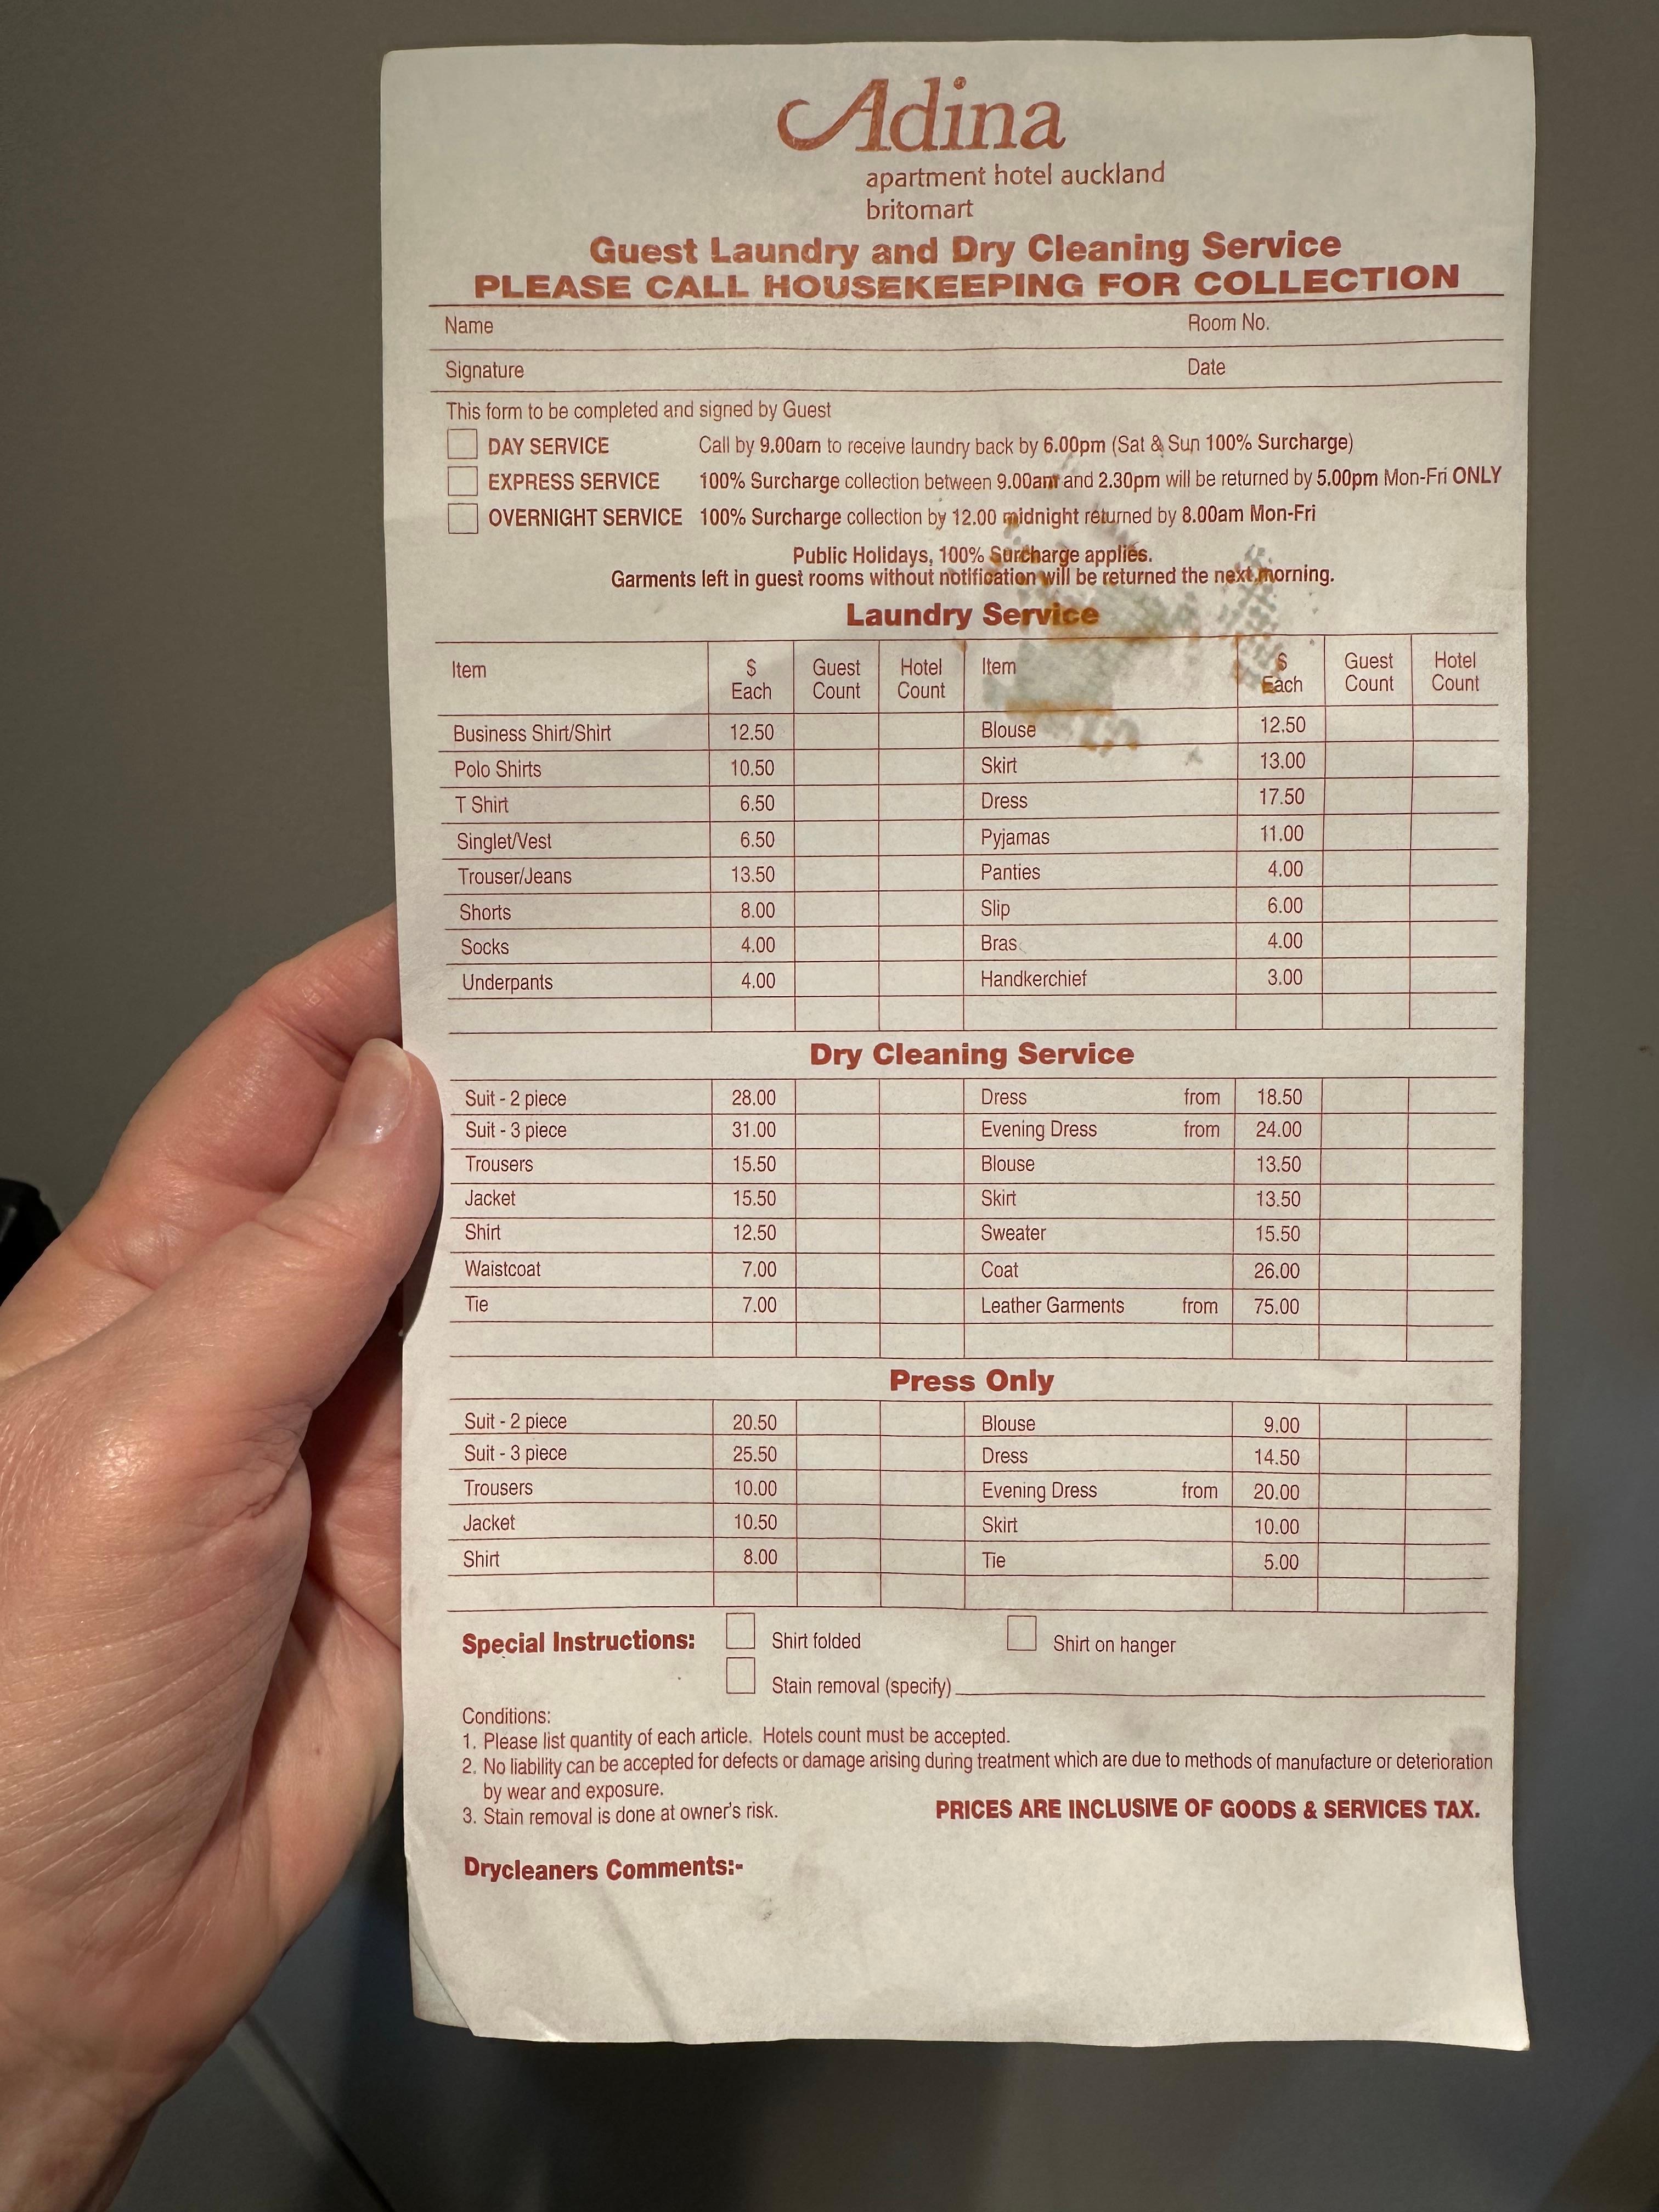 Adina
apartment hotel auckland
britomart
Guest Laundry and Dry Cleaning Service
PLEASE CALL HOUSEKEEPING FOR COLLECTION
Name Room No.
Signature Date
This form to be completed and signed by Guest
DAY SERVICE Call by 9.00am to receive laundry back by 6.00pm (Sat & Sun 100% Surcharge)
EXPRESS SERVICE 100% Surcharge collection between 9.00am and 2.30pm will be returned by 5.00pm Mon-Fri ONLY
OVERNIGHT SERVICE 100% Surcharge collection by 12.00 midnight returned by 8.00am Mon-Fri
Public Holidays, 100% Surcharge applies.
Garments left in guest rooms without notification will be returned the next morning.
Laundry Service
Item $ Each Guest Count Hotel Count Item $ Each Guest Count Hotel Count
Business Shirt/Shirt 12.50 Blouse 12.50
Polo Shirts 10.50 Skirt 13.00
T Shirt 6.50 Dress 17.50
Singlet/Vest 6.50 Pyjamas 11.00
Trouser/Jeans 13.50 Panties 4.00
Shorts 8.00 Slip 6.00
Socks 4.00 Bras 4.00
Underpants 4.00 Handkerchief 3.00
Dry Cleaning Service
Suit - 2 piece 28.00 Dress from 18.50
Suit - 3 piece 31.00 Evening Dress from 24.00
Trousers 15.50 Blouse 13.50
Jacket 15.50 Skirt 13.50
Shirt 12.50 Sweater 15.50
Waistcoat 7.00 Coat 26.00
Tie 7.00 Leather Garments from 75.00
Press Only
Suit - 2 piece 20.50 Blouse 9.00
Suit - 3 piece 25.50 Dress 14.50
Trousers 10.00 Evening Dress from 20.00
Jacket 10.50 Skirt 10.00
Shirt 8.00 Tie 5.00
Special Instructions: Shirt folded Shirt on hanger
Stain removal (specify)
Conditions:
1. Please list quantity of each article. Hotels count must be accepted.
2. No liability can be accepted for defects or damage arising during treatment which are due to methods of manufacture or deterioration
by wear and exposure.
3. Stain removal is done at owner's risk. PRICES ARE INCLUSIVE OF GOODS & SERVICES TAX.
Drycleaners Comments:-